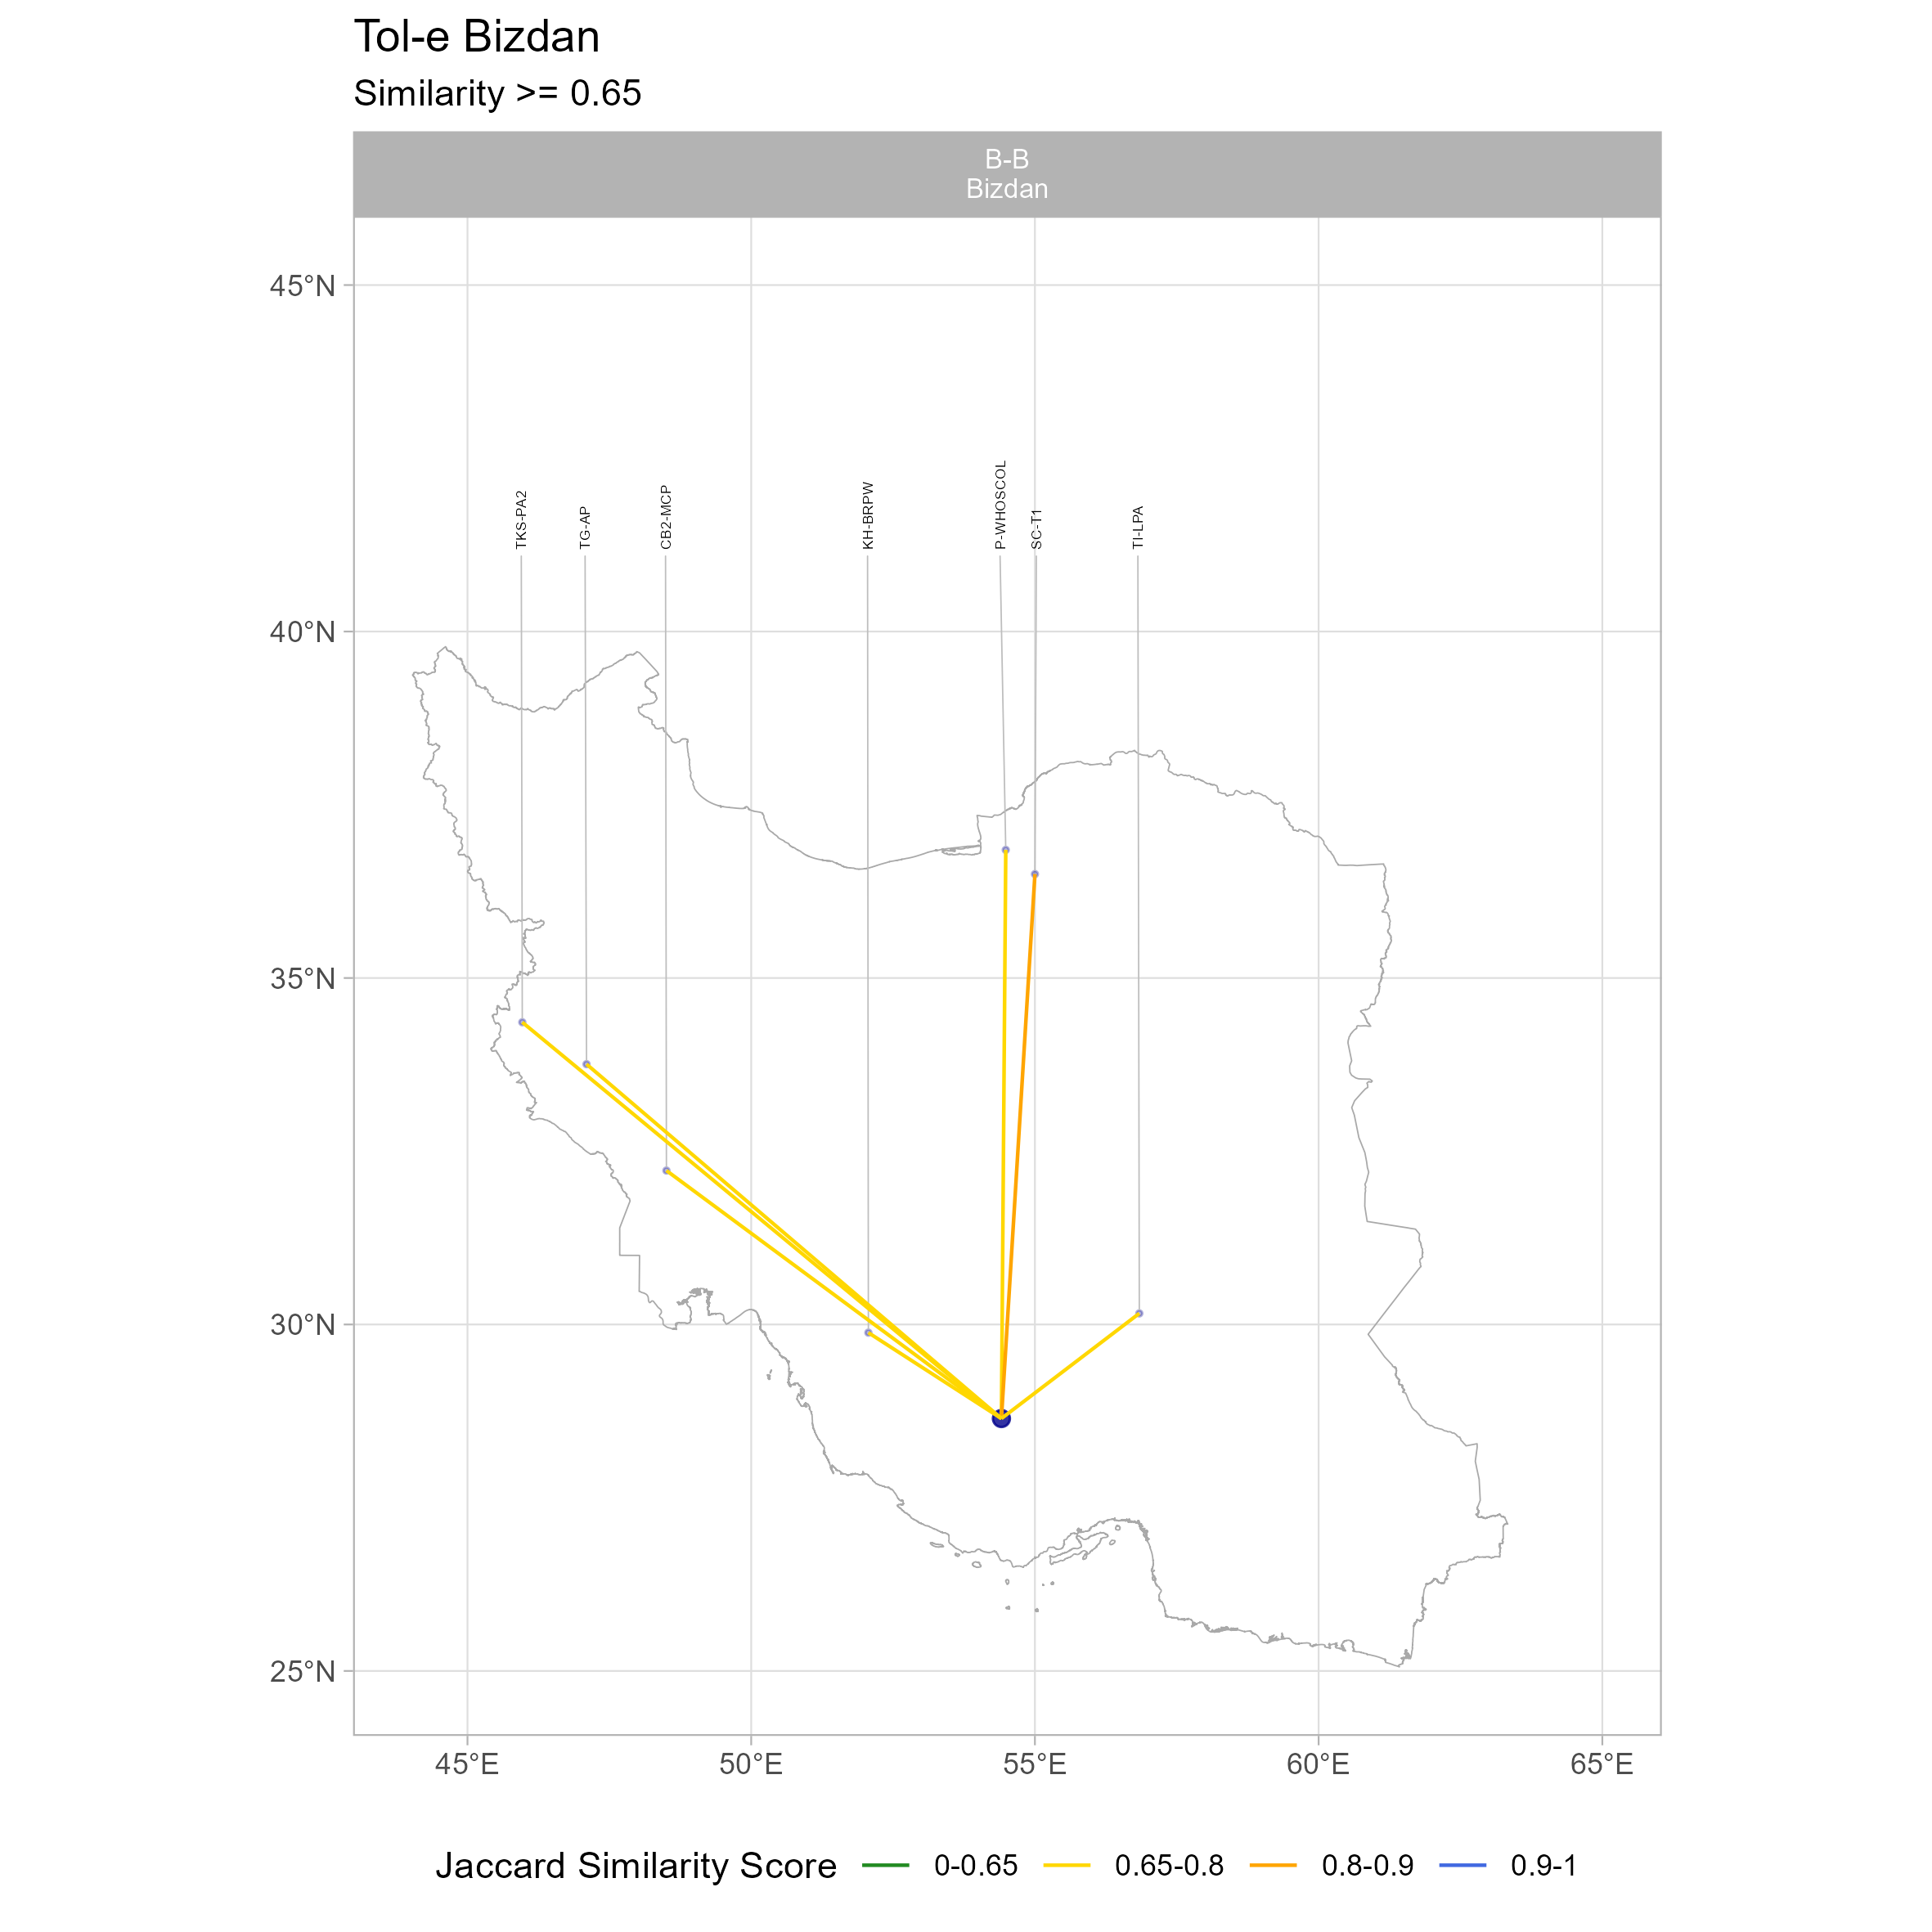 Tol-e Bizdan
Similarity >= 0.65
B-B
Bizdan
TKS-PA2
TG-AP
CB2-MCP
KH-BRPW
P-WHOSCOL
SC-T1
TI-LPA
45°N
40°N
35°N
30°N
25°N
45°E 50°E 55°E 60°E 65°E
Jaccard Similarity Score 0-0.65 0.65-0.8 0.8-0.9 0.9-1